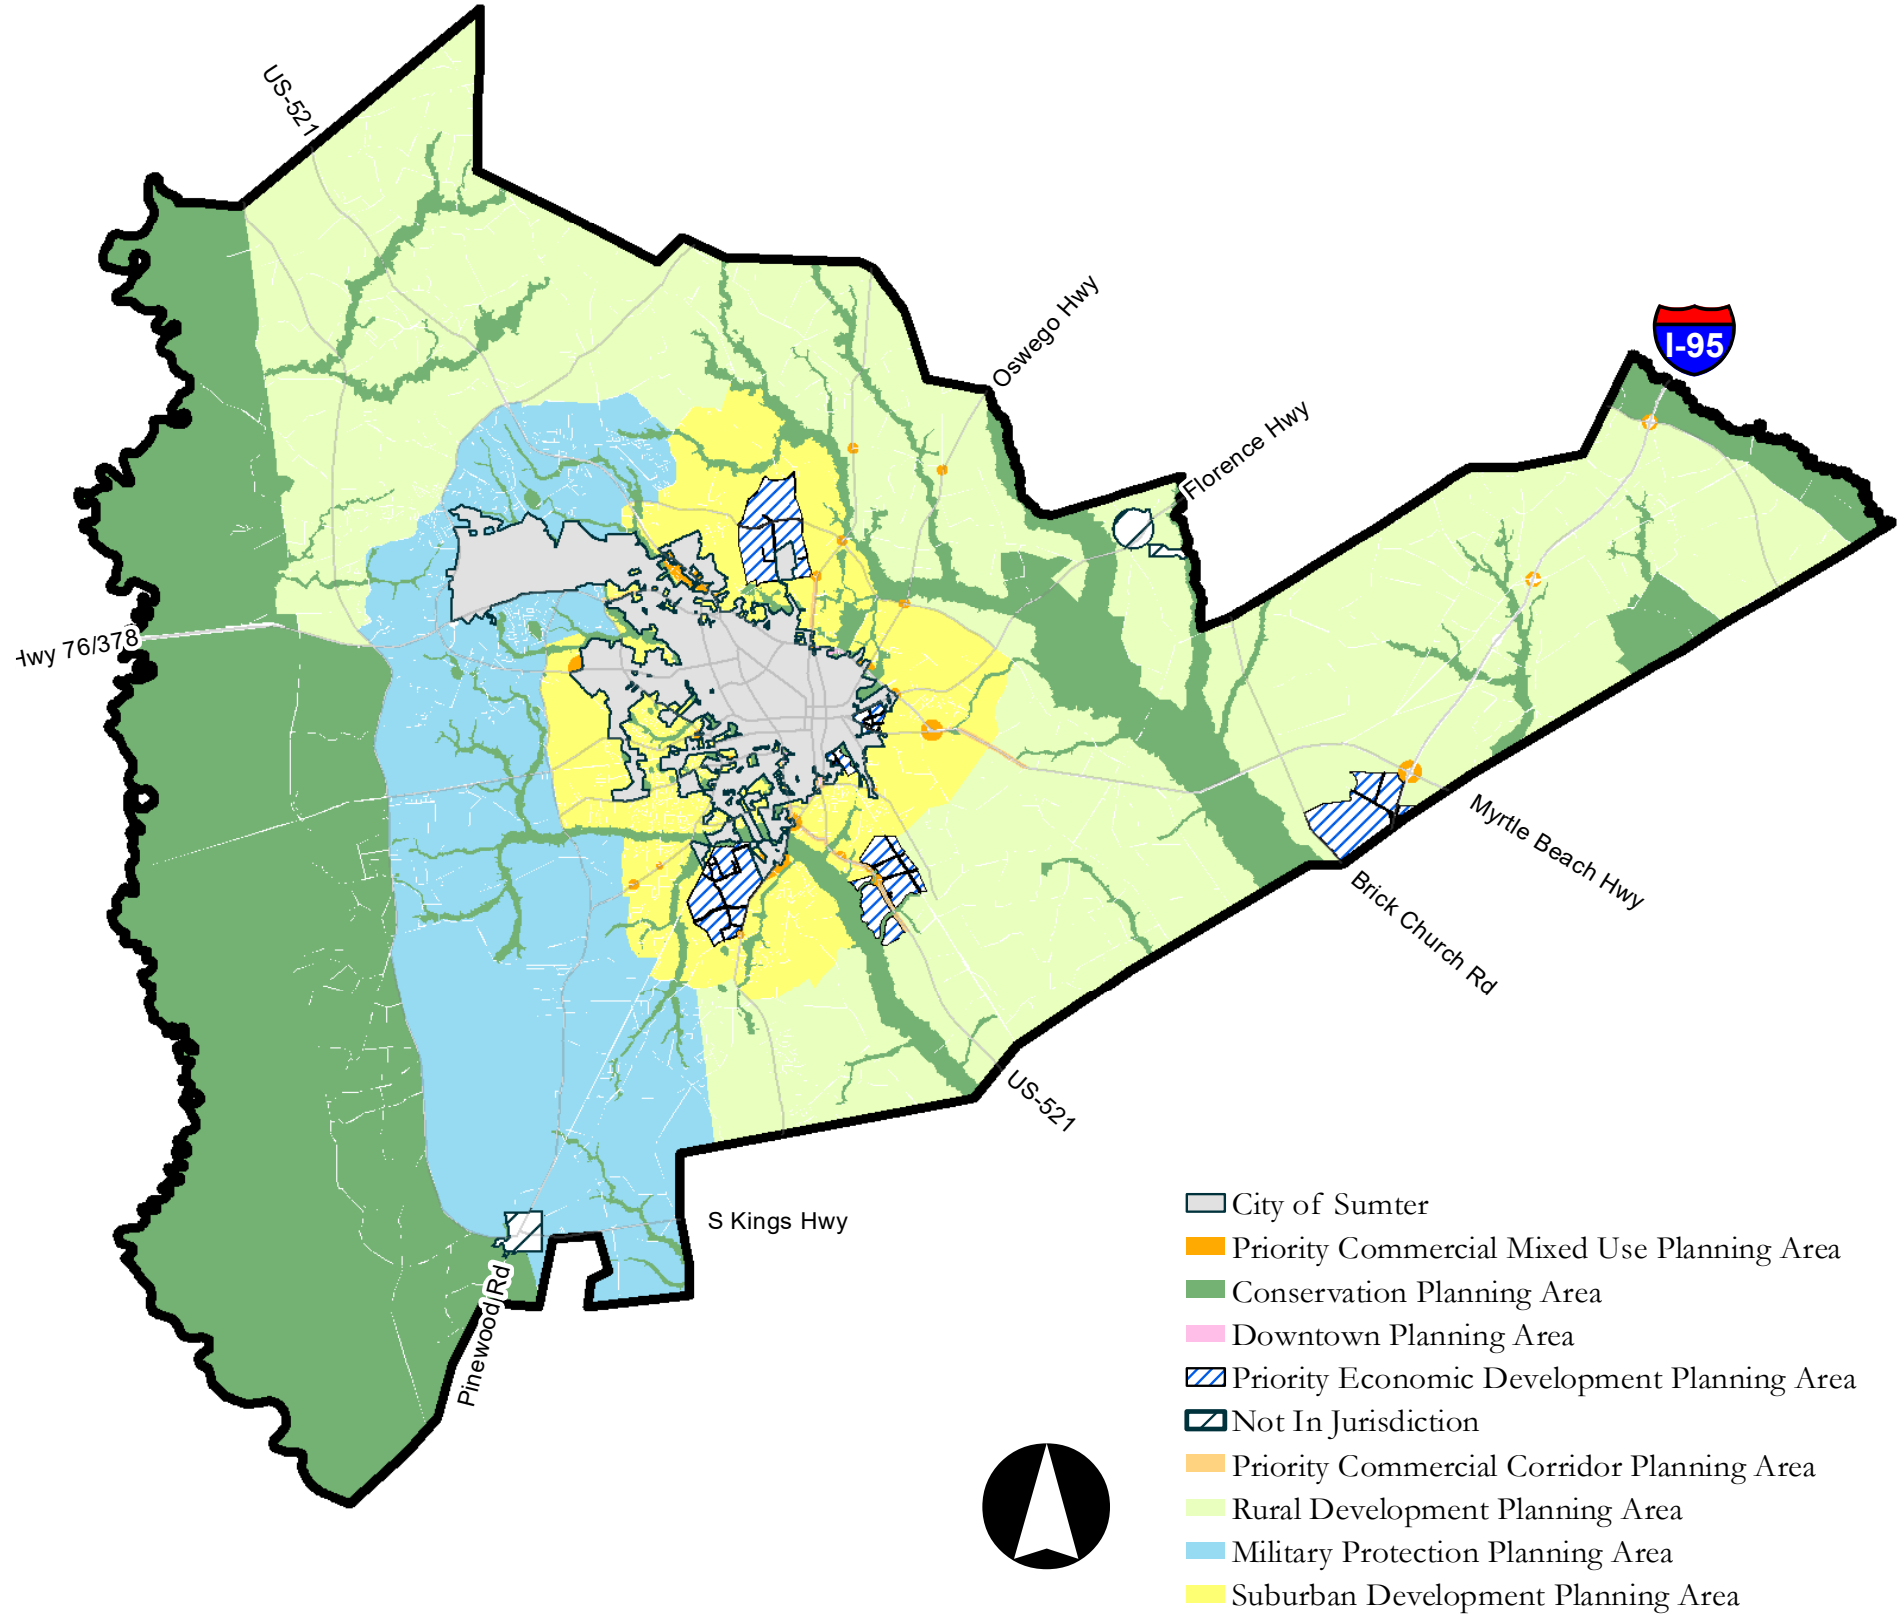 US-521
Oswego Hwy
I-95
Florence Hwy
Hwy 76/378
Myrtle Beach Hwy
Brick Church Rd
US-521
S Kings Hwy
Pinewood Rd
City of Sumter
Priority Commercial Mixed Use Planning Area
Conservation Planning Area
Downtown Planning Area
Priority Economic Development Planning Area
Not In Jurisdiction
Priority Commercial Corridor Planning Area
Rural Development Planning Area
Military Protection Planning Area
Suburban Development Planning Area